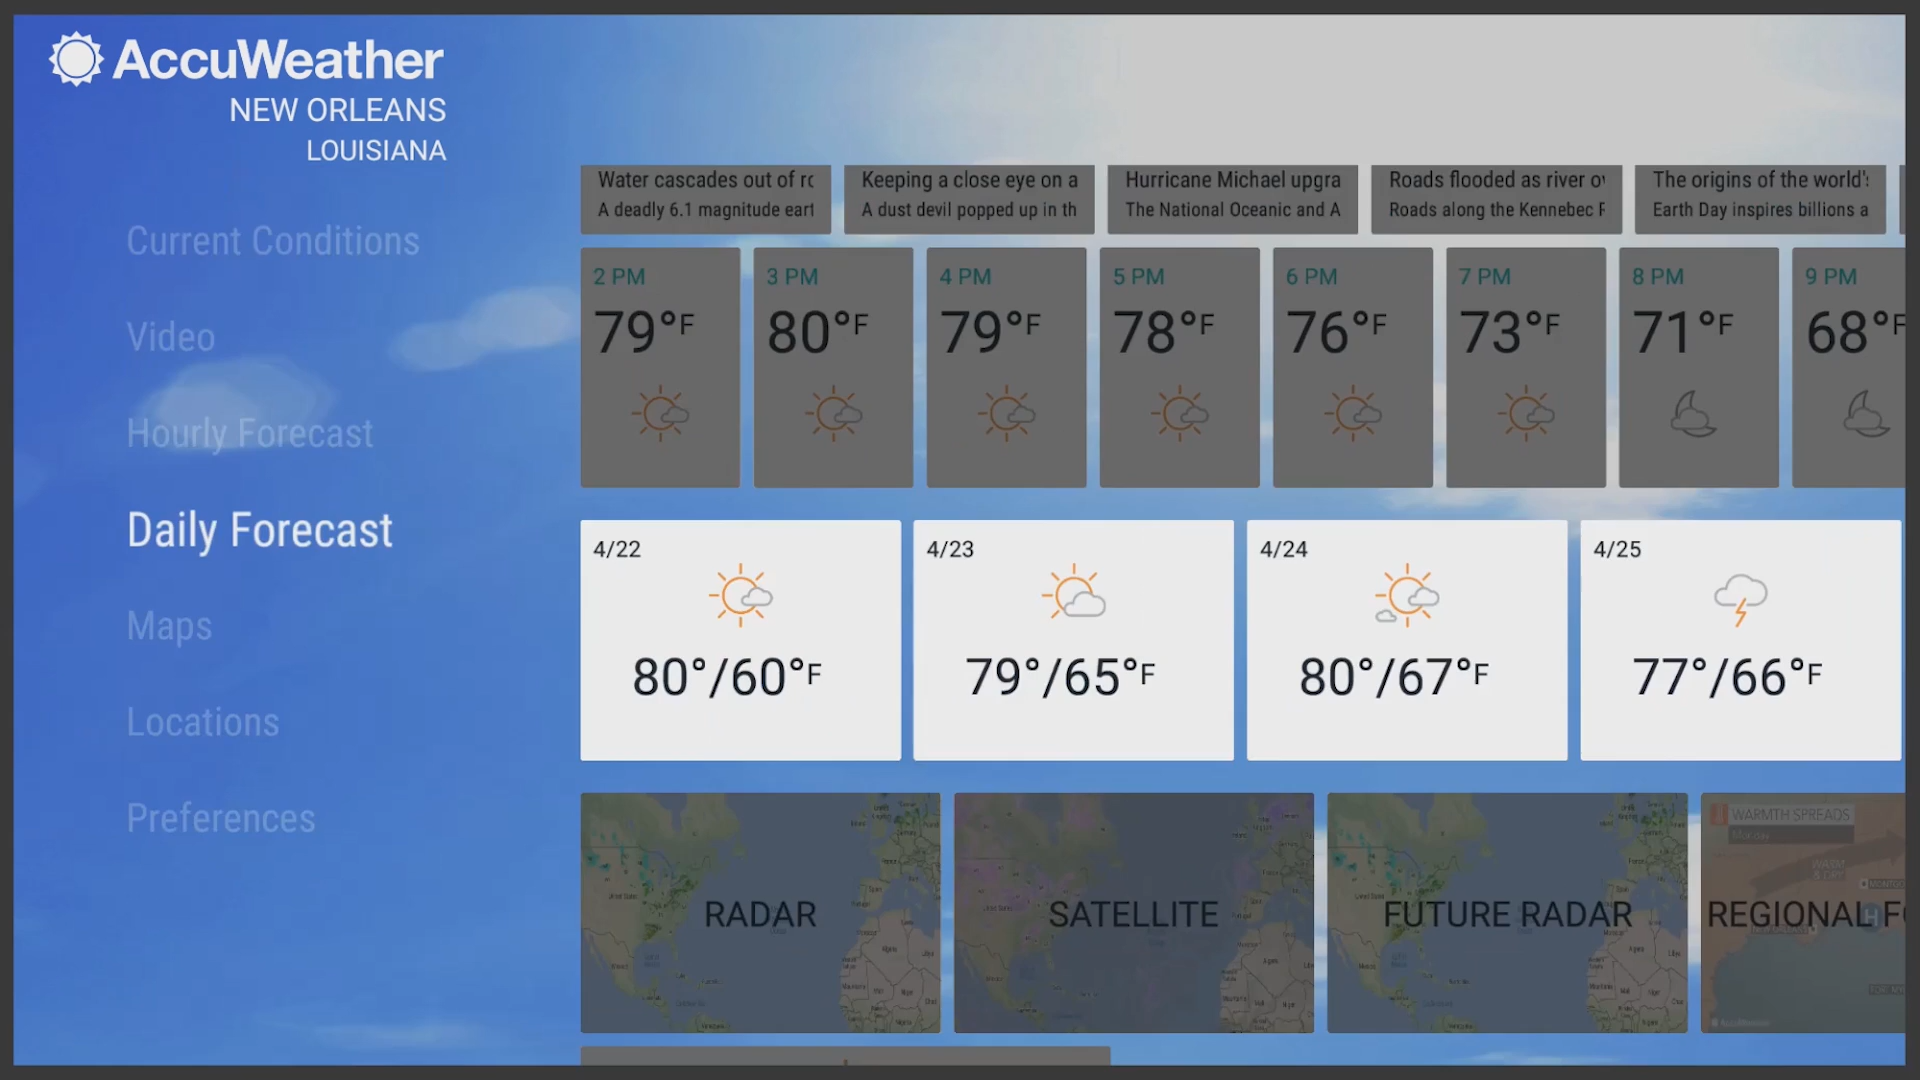 AccuWeather
NEW ORLEANS
LOUISIANA
Current Conditions
Video
Hourly Forecast
Daily Forecast
Maps
Locations
Preferences
Water cascades out of
A deadly 6.1 magnitude
Keeping a close eye on a
A dust devil popped up in th
Hurricane Michael upgra
The National Oceanic and A
Roads flooded as river
Roads along the Kennebec
The origins of the world's
Earth Day inspires billions a
2 PM
79°F
3 PM
80°F
4 PM
79°F
5 PM
78°F
6 PM
76°F
7 PM
73°F
8 PM
71°F
9 PM
68°F
4/22
80°/60°F
4/23
79°/65°F
4/24
80°/67°F
4/25
77°/66°F
RADAR
SATELLITE
FUTURE RADAR
WARMTH SPREADS
Monday
WARM
& DRY
REGIONAL
H